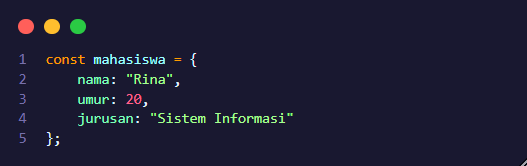 1 const mahasiswa = {
2     nama: "Rina",
3     umur: 20,
4     jurusan: "Sistem Informasi"
5 };